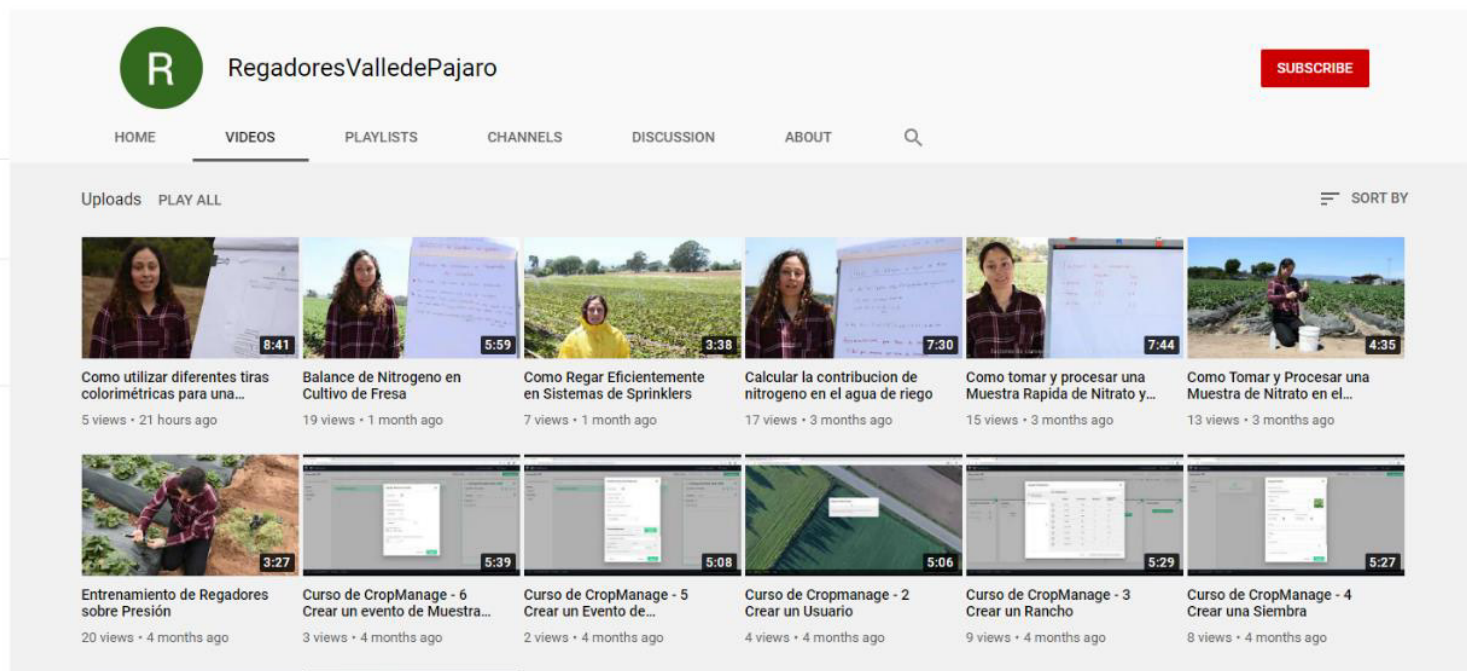 R
RegadoresValledePajaro
SUBSCRIBE
HOME VIDEOS PLAYLISTS CHANNELS DISCUSSION ABOUT
Uploads PLAY ALL
SORT BY
8:41
5:59
3:38
7:30
7:44
4:35
Como utilizar diferentes tiras
colorimétricas para una...
5 views • 21 hours ago
Balance de Nitrogeno en
Cultivo de Fresa
19 views • 1 month ago
Como Regar Eficientemente
en Sistemas de Sprinklers
7 views • 1 month ago
Calcular la contribucion de
nitrogeno en el agua de riego
17 views • 3 months ago
Como tomar y procesar una
Muestra Rapida de Nitrato y...
15 views • 3 months ago
Como Tomar y Procesar una
Muestra de Nitrato en el...
13 views • 3 months ago
3:27
5:39
5:08
5:06
5:29
5:27
Entrenamiento de Regadores
sobre Presión
20 views • 4 months ago
Curso de CropManage - 6
Crear un evento de Muestra...
3 views • 4 months ago
Curso de CropManage - 5
Crear un Evento de...
2 views • 4 months ago
Curso de Cropmanage - 2
Crear un Usuario
4 views • 4 months ago
Curso de CropManage - 3
Crear un Rancho
9 views • 4 months ago
Curso de CropManage - 4
Crear una Siembra
8 views • 4 months ago